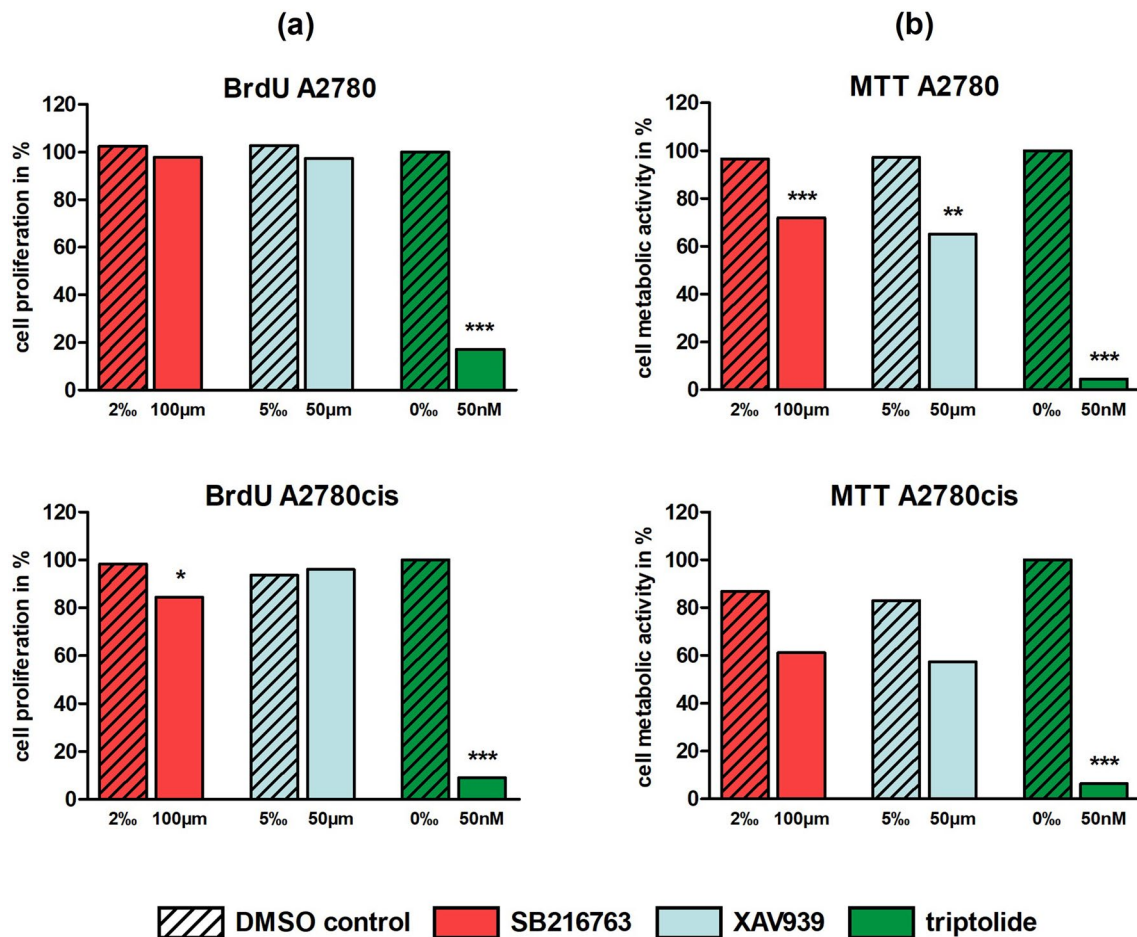 (a)
(b)
BrdU A2780
MTT A2780
cell proliferation in %
120
100
80
60
40
20
0
***
2‰ 100µm 5‰ 50µm 0‰ 50nM
cell metabolic activity in %
120
100
80
60
40
20
0
***
**
***
2‰ 100µm 5‰ 50µm 0‰ 50nM
BrdU A2780cis
MTT A2780cis
cell proliferation in %
120
100
80
60
40
20
0
*
***
2‰ 100µm 5‰ 50µm 0‰ 50nM
cell metabolic activity in %
120
100
80
60
40
20
0
***
2‰ 100µm 5‰ 50µm 0‰ 50nM
DMSO control SB216763 XAV939 triptolide